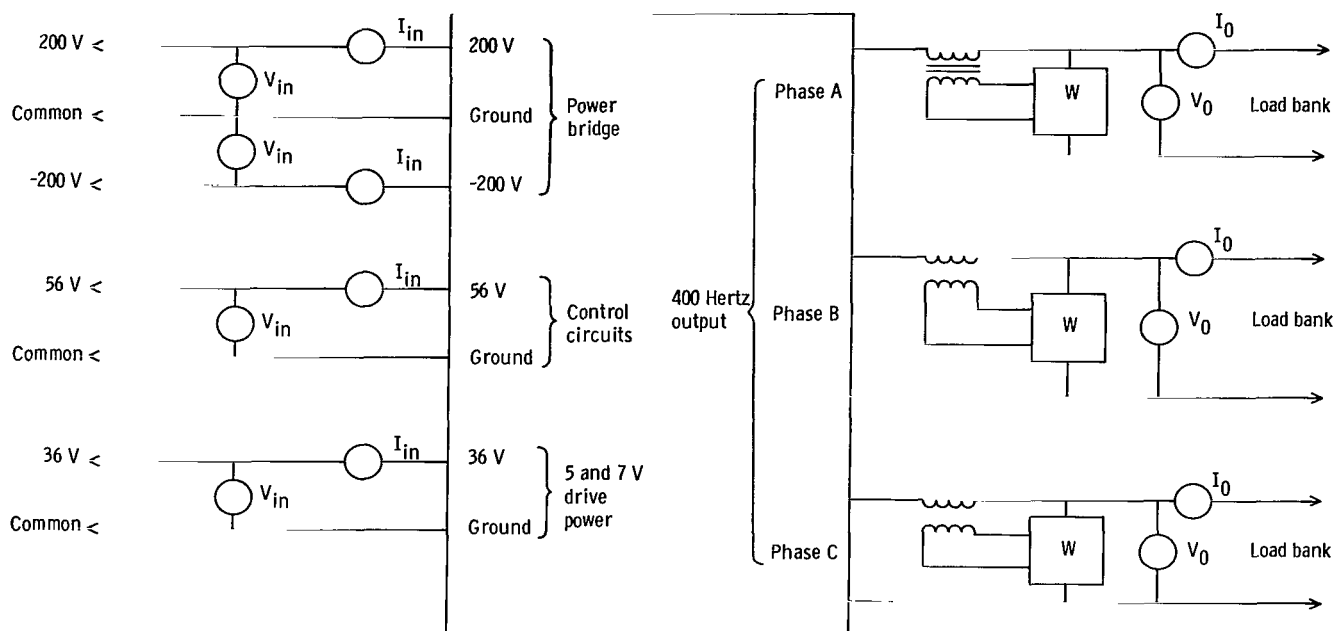 200 V <
I_in
200 V
V_in
Common <
Ground
Power
bridge
V_in
-200 V <
I_in
-200 V
56 V <
I_in
56 V
V_in
Control
circuits
Common <
Ground
36 V <
I_in
36 V
V_in
5 and 7 V
drive
power
Common <
Ground
400 Hertz
output
Phase A
W
I_0
V_0
Load bank
Phase B
W
I_0
V_0
Load bank
Phase C
W
I_0
V_0
Load bank